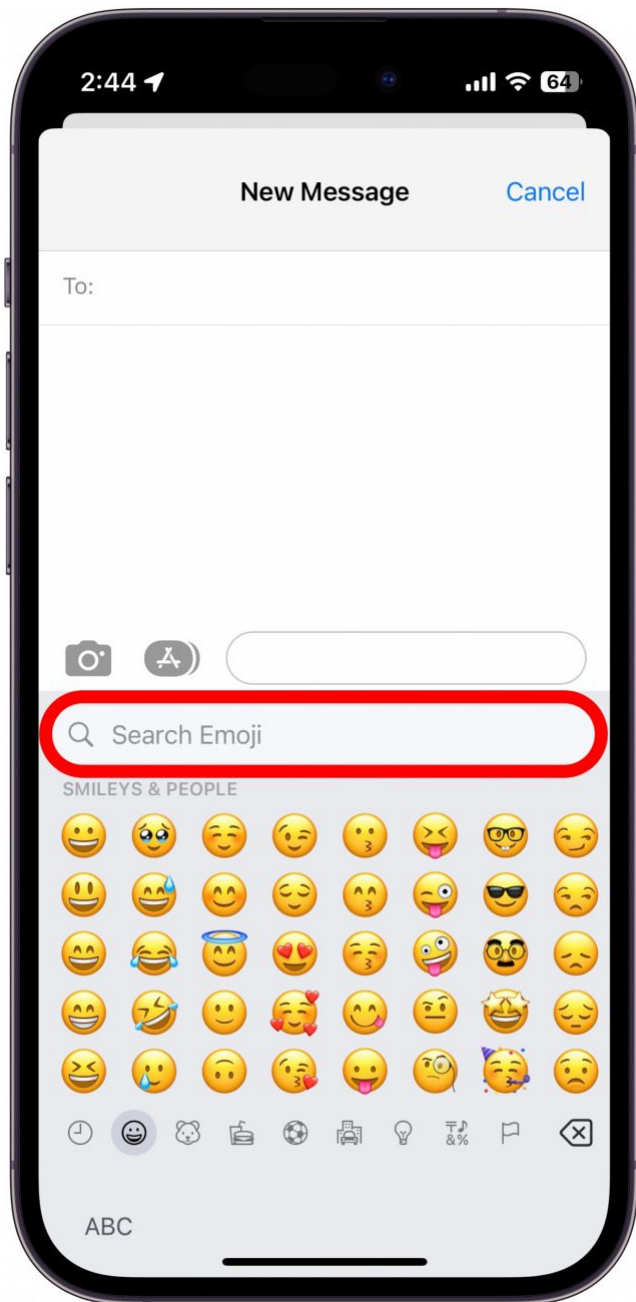 2:44
64
New Message
Cancel
To:
Search Emoji
SMILEYS & PEOPLE
ABC